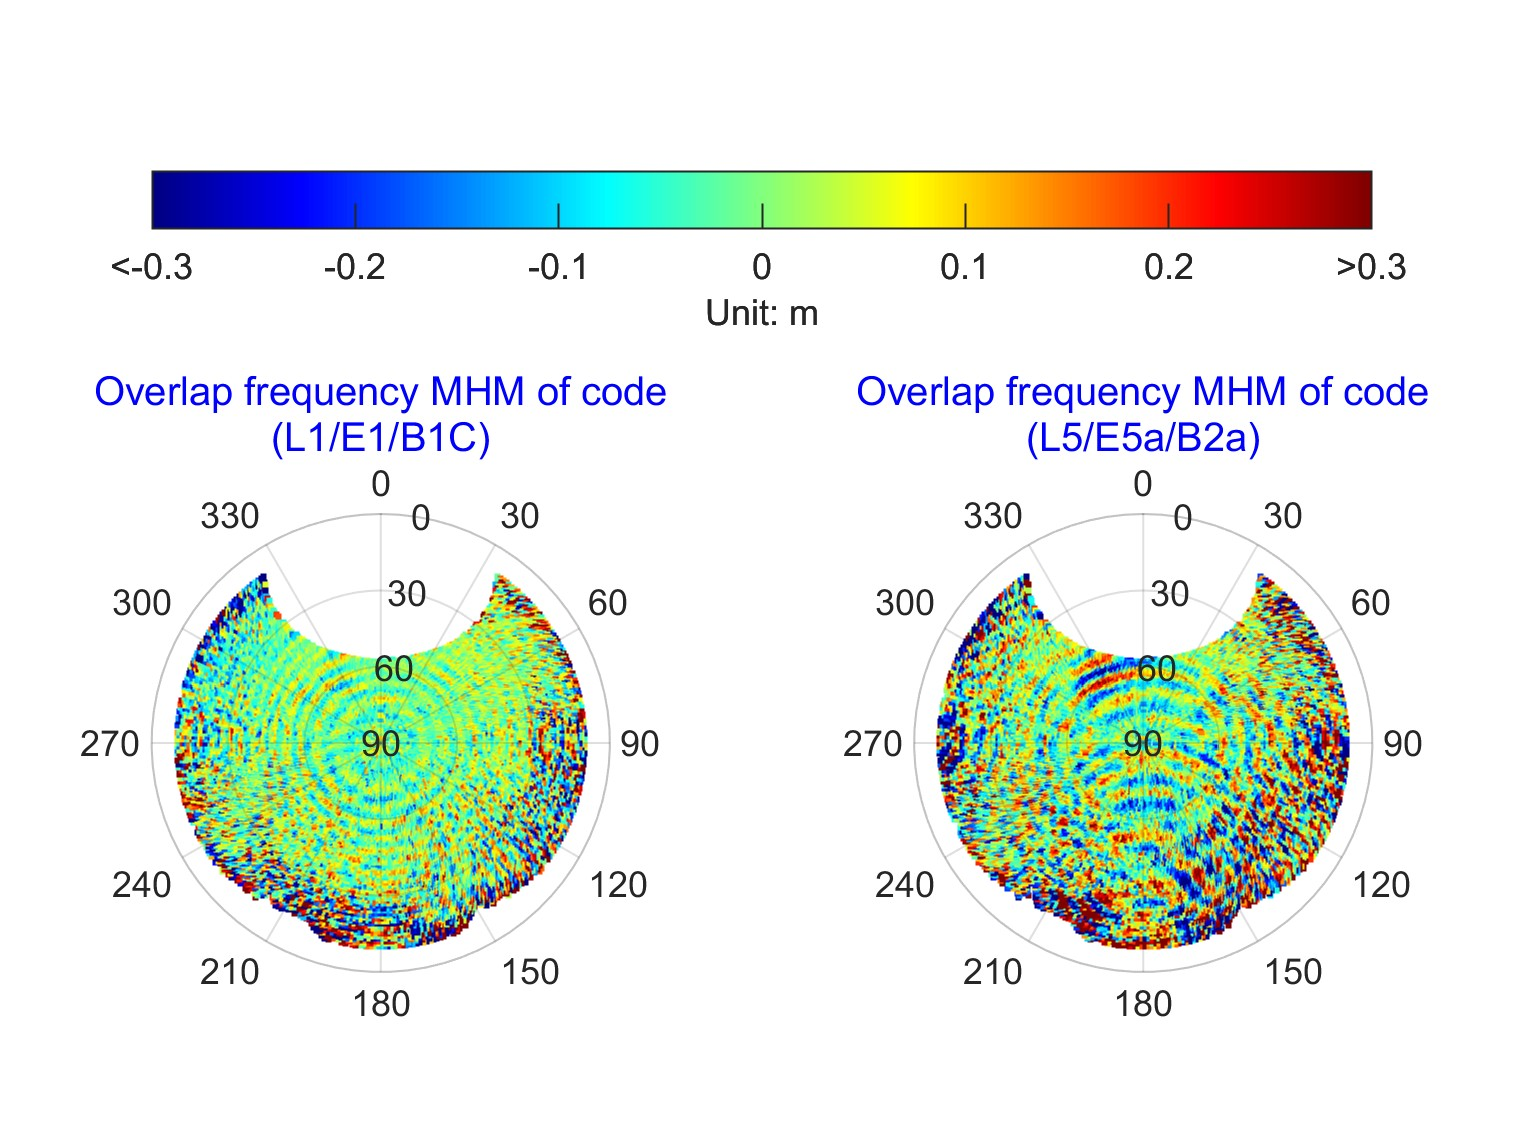 <-0.3 -0.2 -0.1 0 0.1 0.2 >0.3
Unit: m
Overlap frequency MHM of code
(L1/E1/B1C)
0
330 0 30
300 30 60
60
270 90 90
240 120
210 150
180
Overlap frequency MHM of code
(L5/E5a/B2a)
0
330 0 30
300 30 60
60
270 90 90
240 120
210 150
180